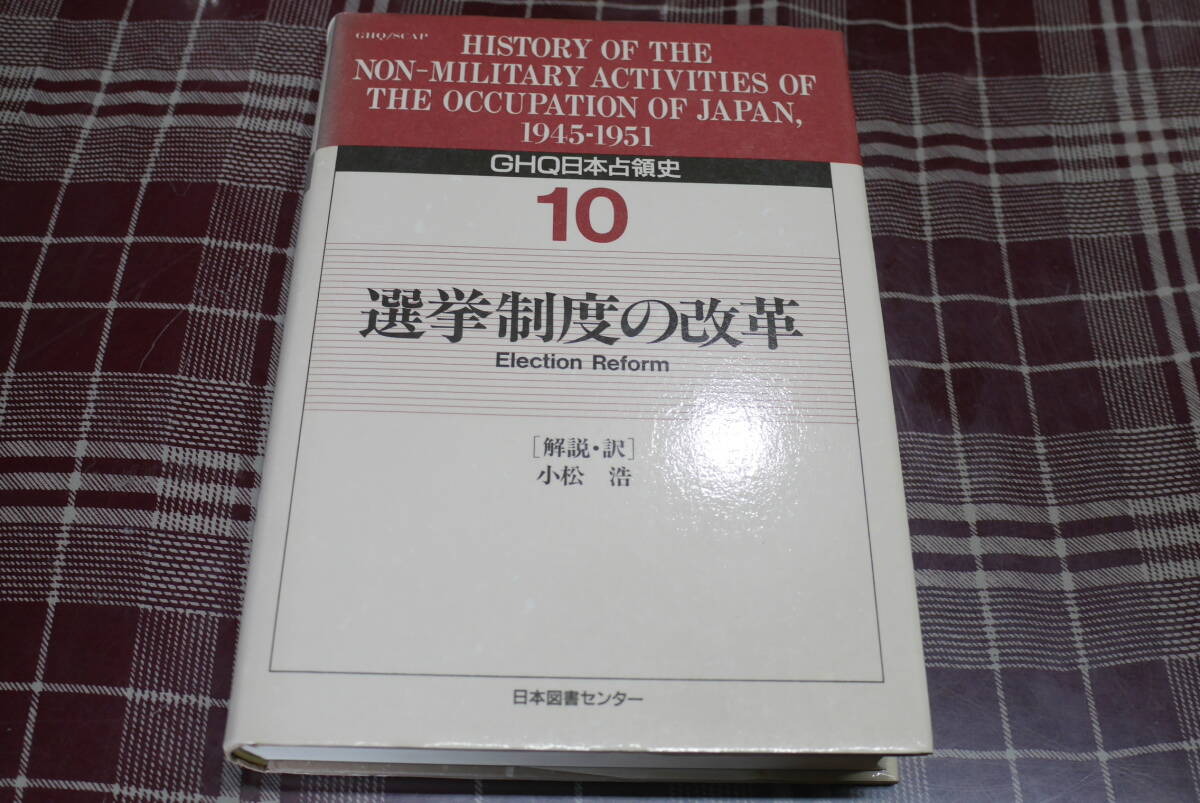 GHQ/SCAP
HISTORY OF THE
NON-MILITARY ACTIVITIES OF
THE OCCUPATION OF JAPAN,
1945-1951
GHQ日本占領史
10
選挙制度の改革
Election Reform
[解説・訳]
小松 浩
日本図書センター